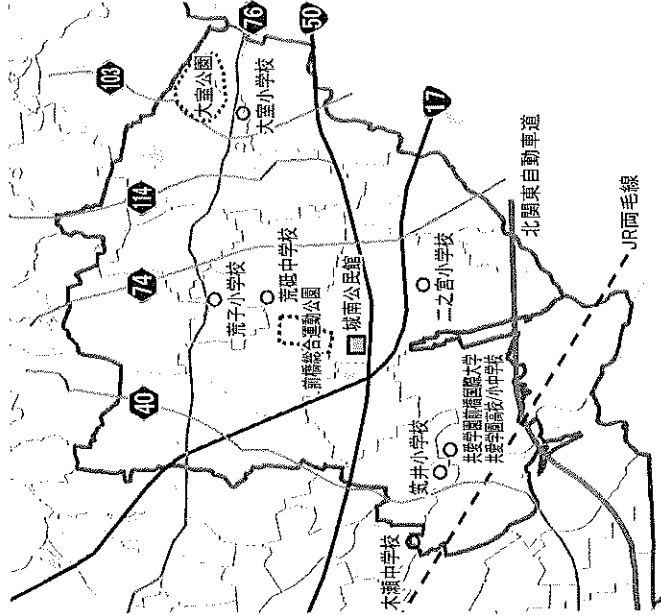 103
76
50
大室公園
大室小学校
17
114
74
荒子小学校
荒砥中学校
前橋総合運動公園
城南公民館
二之宮小学校
北関東自動車道
JR両毛線
40
筑井小学校
共愛学園前橋国際大学
共愛学園高校/小中学校
木瀬中学校